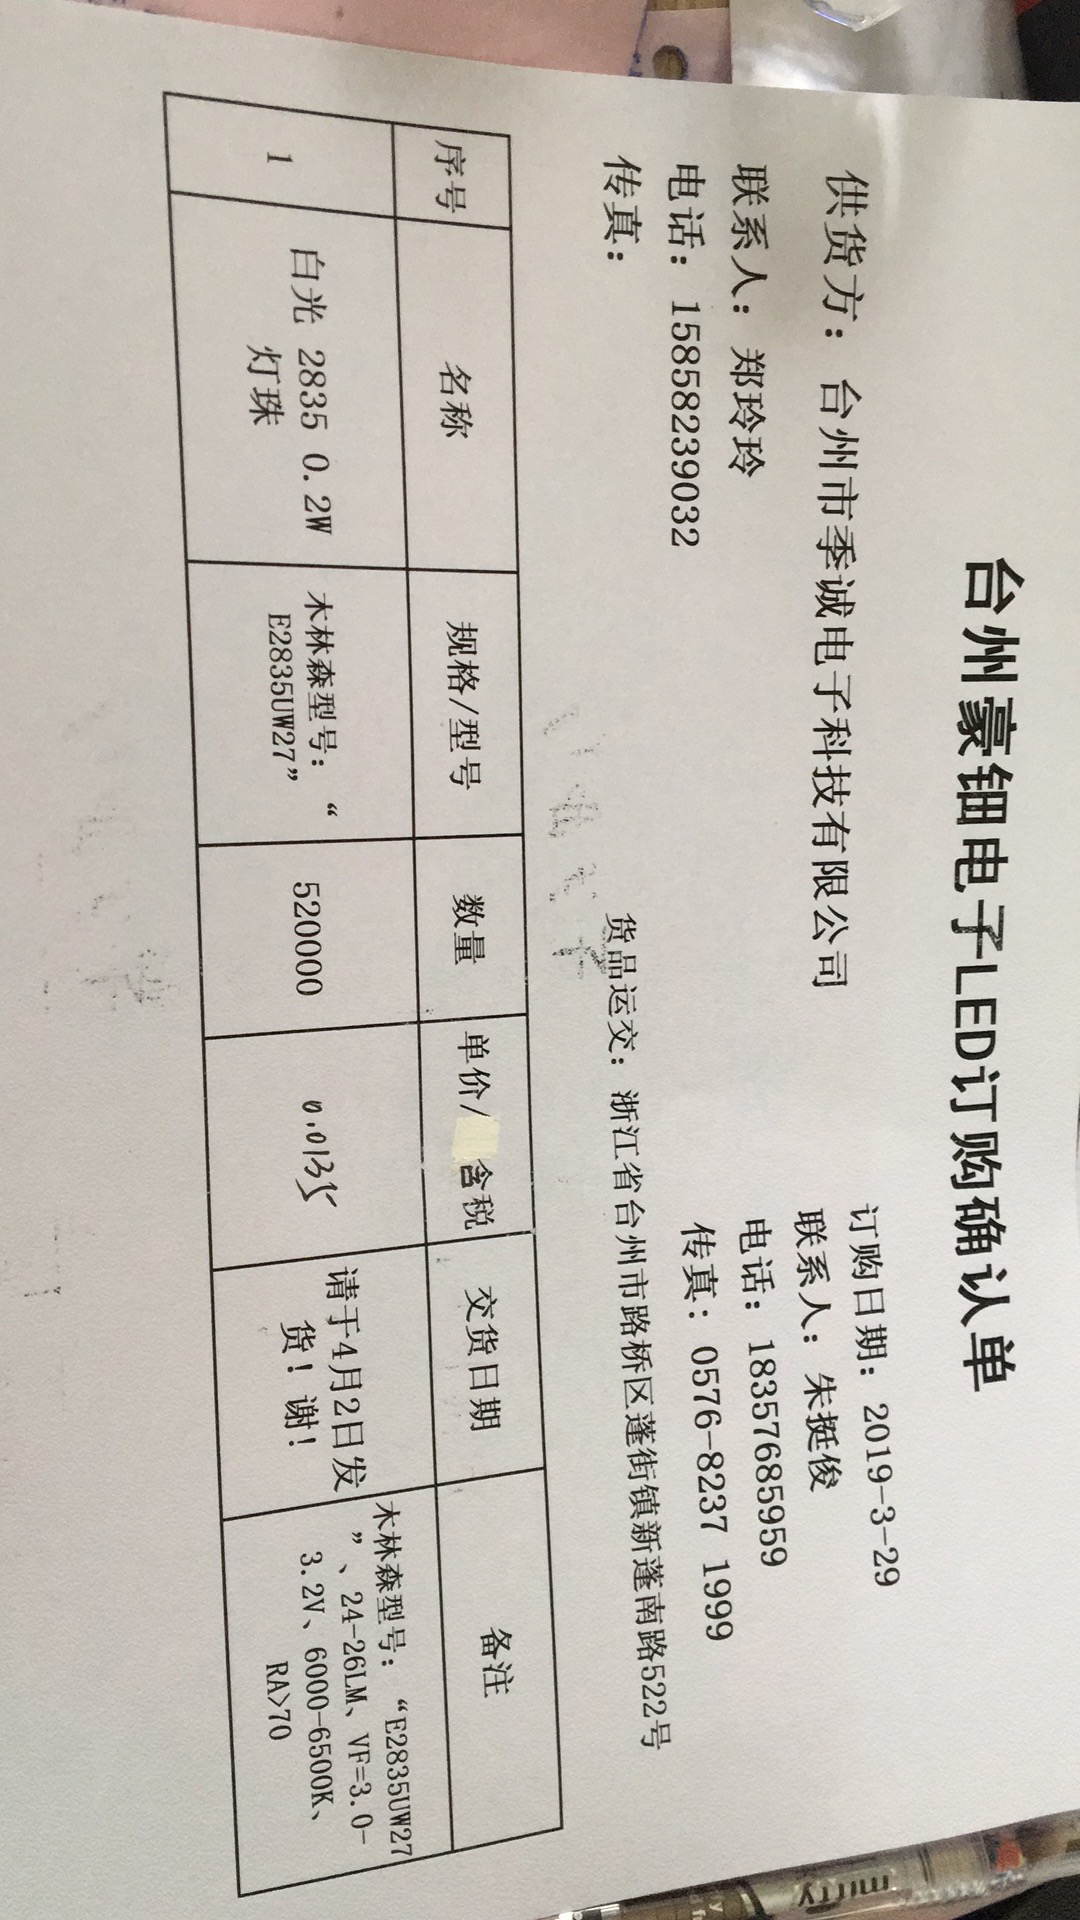 台州豪钿电子LED订购确认单
供货方：台州市季诚电子科技有限公司
订购日期：2019-3-29
联系人：郑玲玲
联系人：朱挺俊
电话：15858239032
电话：18357685959
传真：
传真：0576-8237 1999
货品运交：浙江省台州市路桥区蓬街镇新蓬南路522号
序号 名称 规格/型号 数量 单价/含税 交货日期 备注
1
白光 2835 0.2W
灯珠
木林森型号：“
E2835UW27”
520000
0.0135
请于4月2日发
货！谢！
木林森型号：“E2835UW27
”、24-26LM、VF=3.0-
3.2V、6000-6500K、
RA>70
miffy